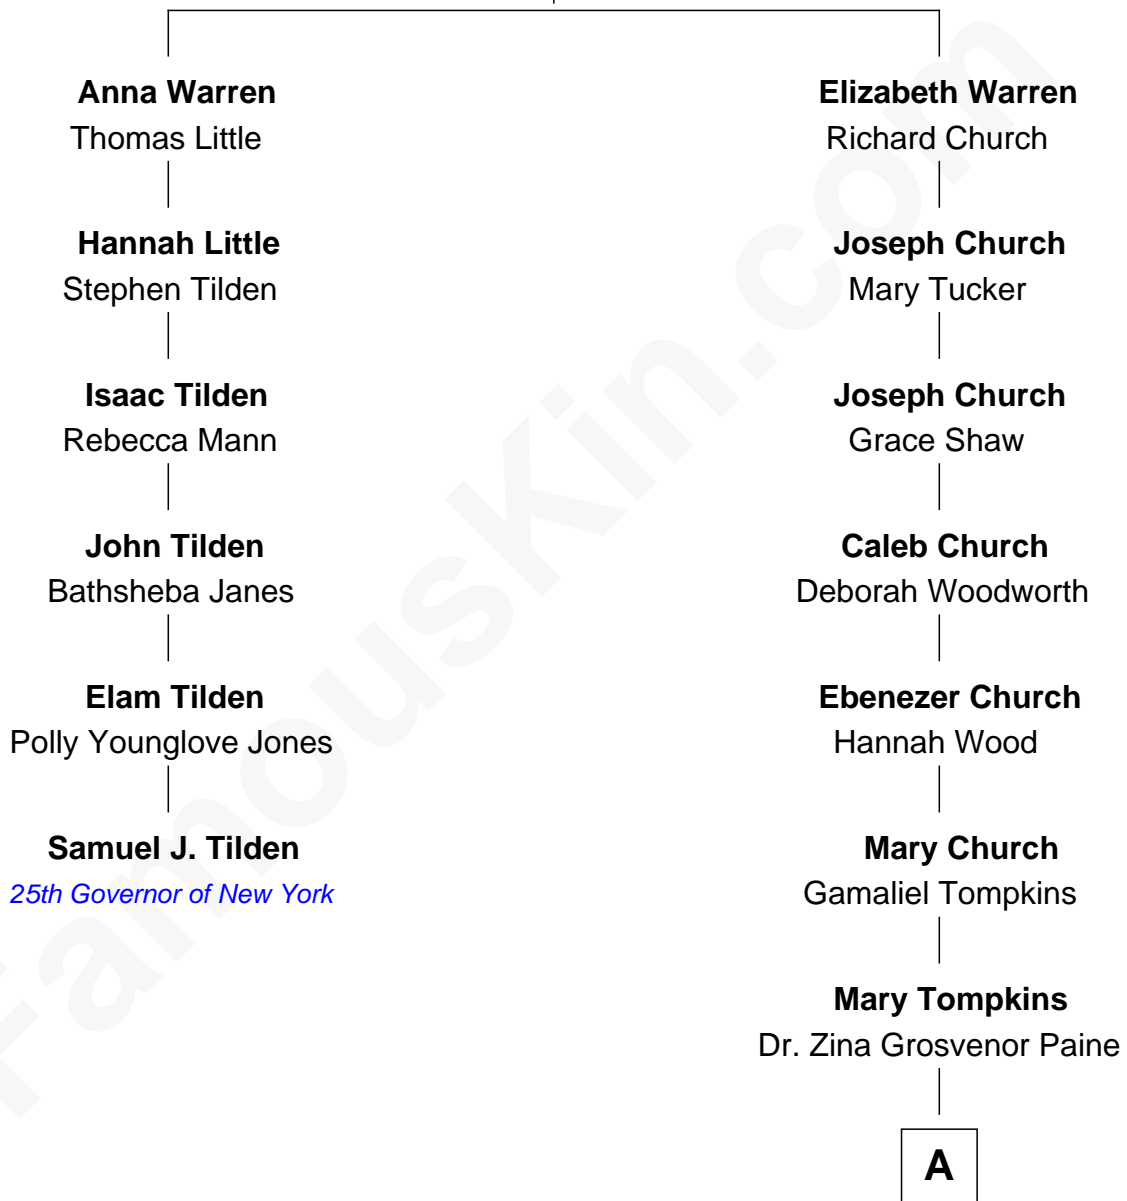 Anna Warren
Thomas Little
Hannah Little
Stephen Tilden
Isaac Tilden
Rebecca Mann
John Tilden
Bathsheba Janes
Elam Tilden
Polly Younglove Jones
Samuel J. Tilden
25th Governor of New York
Elizabeth Warren
Richard Church
Joseph Church
Mary Tucker
Joseph Church
Grace Shaw
Caleb Church
Deborah Woodworth
Ebenezer Church
Hannah Wood
Mary Church
Gamaliel Tompkins
Mary Tompkins
Dr. Zina Grosvenor Paine
A
FamousKin.com